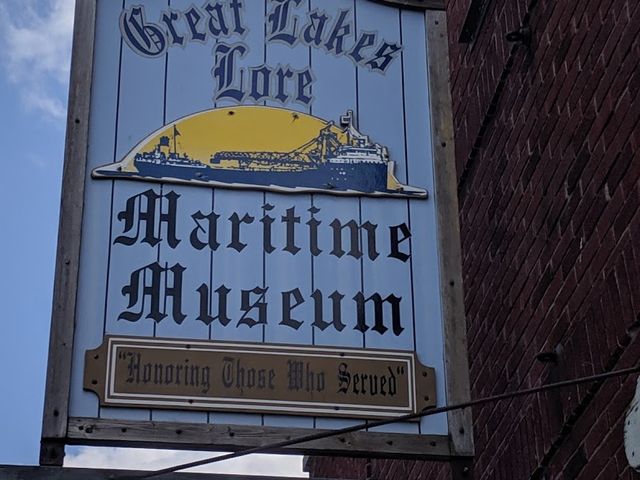 Great Lakes
Lore
Maritime
Museum
"Honoring Those Who Served"